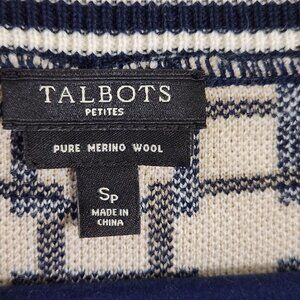 TALBOTS
PETITES
PURE MERINO WOOL
SP
MADE IN
CHINA